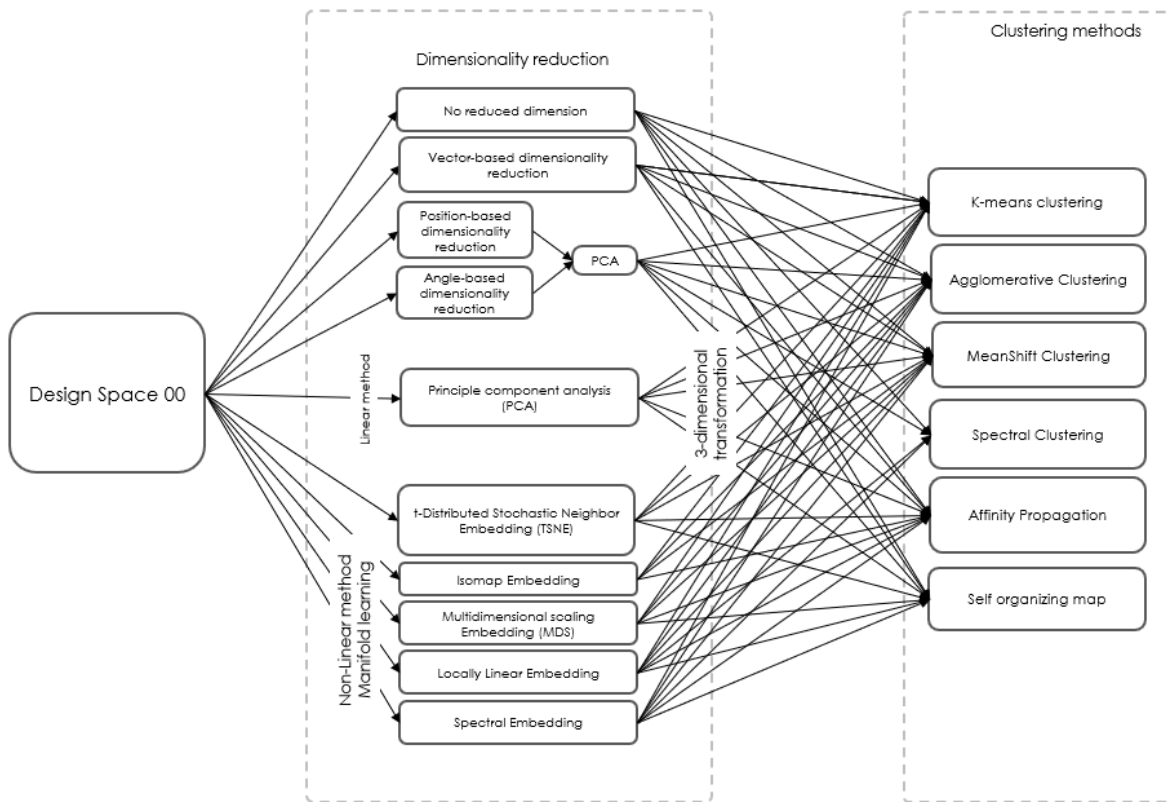 Clustering methods
Dimensionality reduction
No reduced dimension
Vector-based dimensionality
reduction
Position-based
dimensionality
reduction
PCA
Angle-based
dimensionality
reduction
Design Space 00
Linear method
Principle component analysis
(PCA)
3-dimensional
transformation
t-Distributed Stochastic Neighbor
Embedding (TSNE)
Non-Linear method
Manifold learning
Isomap Embedding
Multidimensional scaling
Embedding (MDS)
Locally Linear Embedding
Spectral Embedding
K-means clustering
Agglomerative Clustering
MeanShift Clustering
Spectral Clustering
Affinity Propagation
Self organizing map